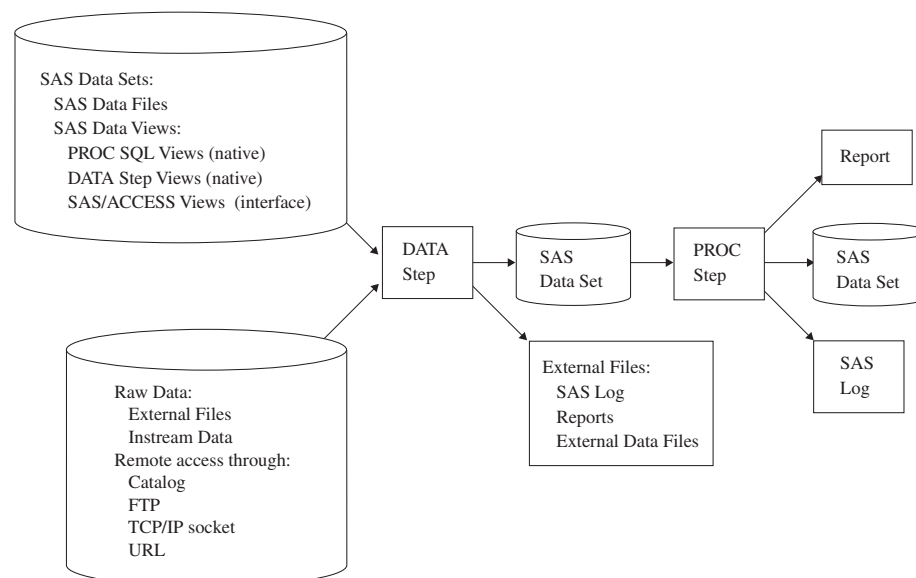 SAS Data Sets:
SAS Data Files
SAS Data Views:
PROC SQL Views (native)
DATA Step Views (native)
SAS/ACCESS Views (interface)
Raw Data:
External Files
Instream Data
Remote access through:
Catalog
FTP
TCP/IP socket
URL
DATA
Step
SAS
Data Set
External Files:
SAS Log
Reports
External Data Files
PROC
Step
Report
SAS
Data Set
SAS
Log